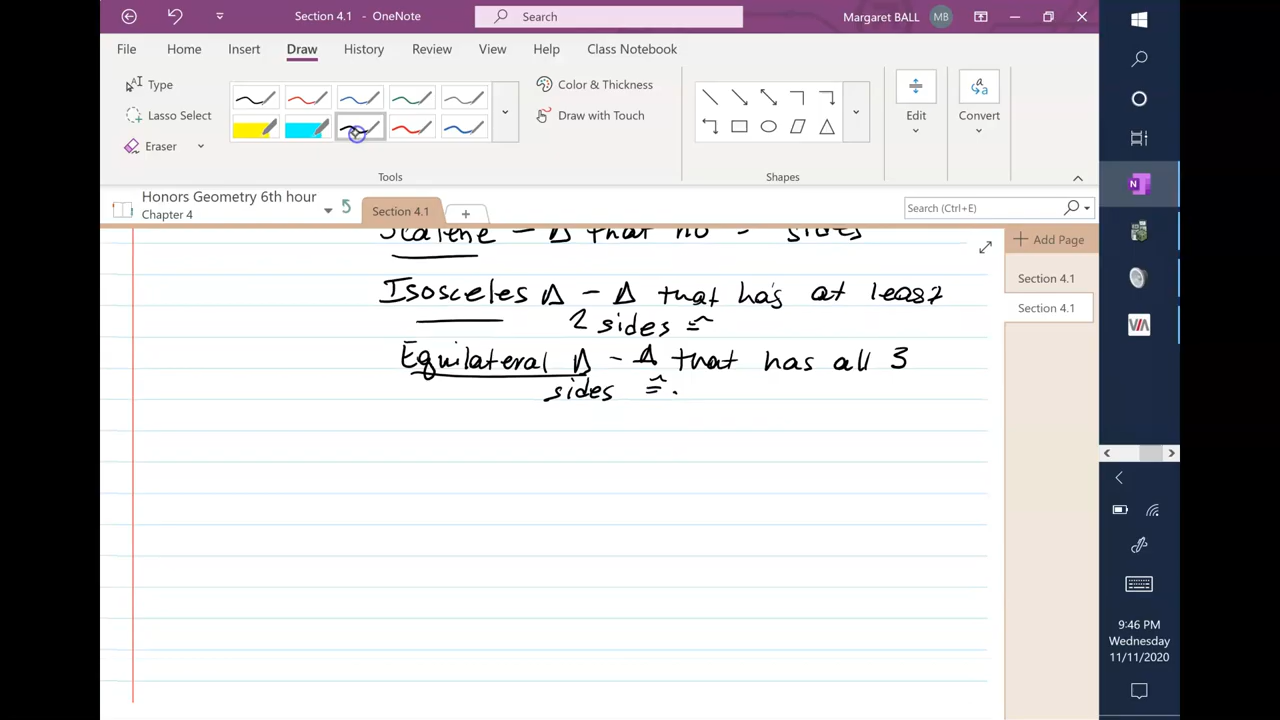 Section 4.1 - OneNote
Search
Margaret BALL
MB
File
Home
Insert
Draw
History
Review
View
Help
Class Notebook
Type
Lasso Select
Eraser
Color & Thickness
Draw with Touch
Edit
Convert
Tools
Shapes
Honors Geometry 6th hour
Chapter 4
Section 4.1
+
Search (Ctrl+E)
Add Page
Section 4.1
Section 4.1
Scalene – Δ that no = sides
Isosceles Δ – Δ that has at least
2 sides ≅
Equilateral Δ – Δ that has all 3
sides ≅.
N
VIA
9:46 PM
Wednesday
11/11/2020